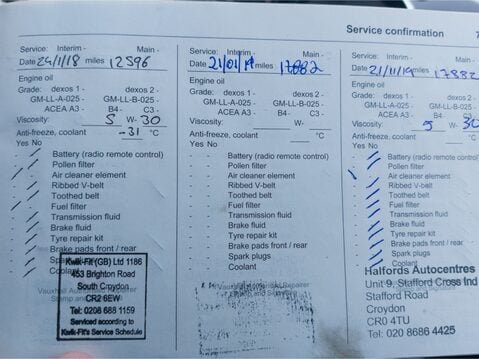 Service confirmation
Service: Interim - Main -
Date 24/1/18 miles 12596
Engine oil
Grade: dexos 1 - dexos 2 -
GM-LL-A-025 - GM-LL-B-025 -
ACEA A3 - B4- C3-
Viscosity: 5 W- 30
Anti-freeze, coolant -31 °C
Yes No
Battery (radio remote control)
Pollen filter
Air cleaner element
Ribbed V-belt
Toothed belt
Fuel filter
Transmission fluid
Brake fluid
Tyre repair kit
Brake pads front / rear
Coolant
Kwik-Fit (GB) Ltd 1186
453 Brighton Road
South Croydon
CR2 6EW
Tel: 0208 688 1159
Serviced according to
Kwik-Fit's Service Schedule
Service: Interim - Main -
Date 21/01/19 miles 17882
Engine oil
Grade: dexos 1 - dexos 2 -
GM-LL-A-025 - GM-LL-B-025 -
ACEA A3 - B4- C3-
Viscosity: W-
Anti-freeze, coolant °C
Yes No
Battery (radio remote control)
Pollen filter
Air cleaner element
Ribbed V-belt
Toothed belt
Fuel filter
Transmission fluid
Brake fluid
Tyre repair kit
Brake pads front / rear
Spark plugs
Coolant
Service: Interim - Main -
Date 21/11/19 miles 17882
Engine oil
Grade: dexos 1 - dexos 2 -
GM-LL-A-025 - GM-LL-B-025 -
ACEA A3 - B4- C3-
Viscosity: 5 W- 30
Anti-freeze, coolant °C
Yes No
Battery (radio remote control)
Pollen filter
Air cleaner element
Ribbed V-belt
Toothed belt
Fuel filter
Transmission fluid
Brake fluid
Tyre repair kit
Brake pads front / rear
Spark plugs
Coolant
Halfords Autocentres
Unit 9, Stafford Cross Ind
Stafford Road
Croydon
CR0 4TU
Tel: 020 8686 4425